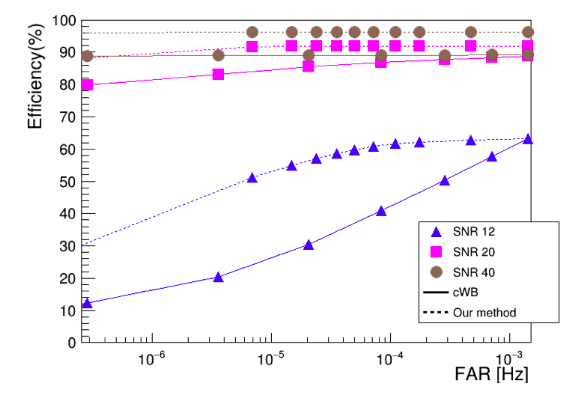 Efficiency(%)
100
90
80
70
60
50
40
30
20
10
0
SNR 12
SNR 20
SNR 40
cWB
Our method
10⁻⁶
10⁻⁵
10⁻⁴
10⁻³
FAR [Hz]